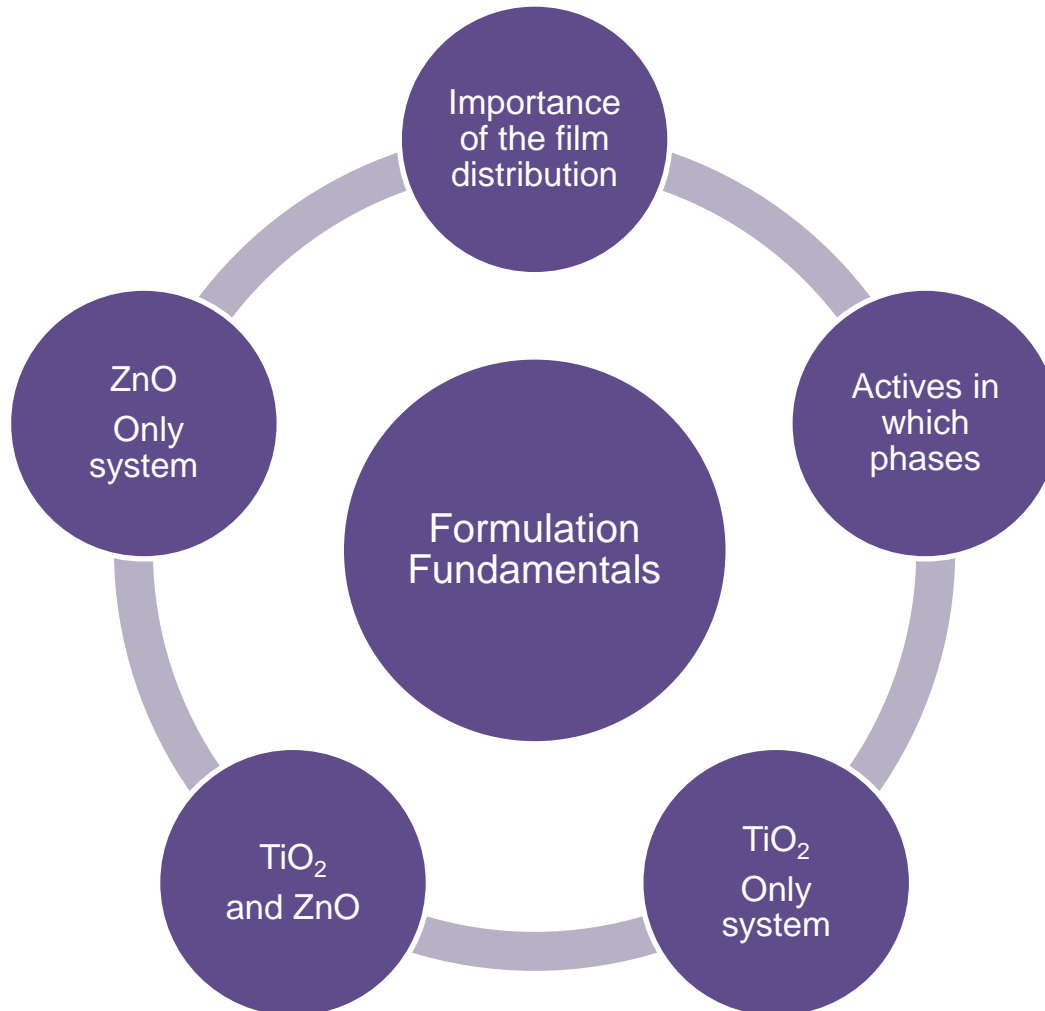 Importance
of the film
distribution
Actives in
which
phases
TiO₂
Only
system
TiO₂
and ZnO
ZnO
Only
system
Formulation
Fundamentals